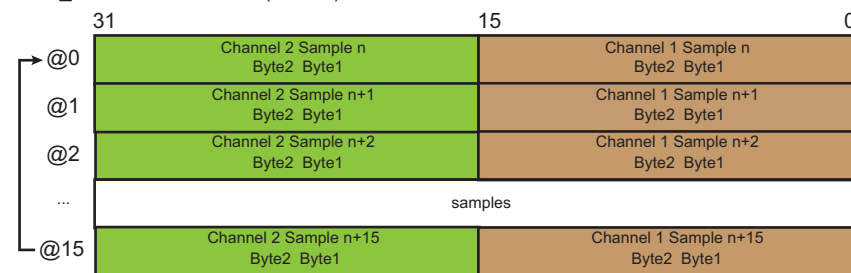 31 15 0
@0 Channel 2 Sample n Channel 1 Sample n
Byte2 Byte1 Byte2 Byte1
@1 Channel 2 Sample n+1 Channel 1 Sample n+1
Byte2 Byte1 Byte2 Byte1
@2 Channel 2 Sample n+2 Channel 1 Sample n+2
Byte2 Byte1 Byte2 Byte1
... samples
@15 Channel 2 Sample n+15 Channel 1 Sample n+15
Byte2 Byte1 Byte2 Byte1